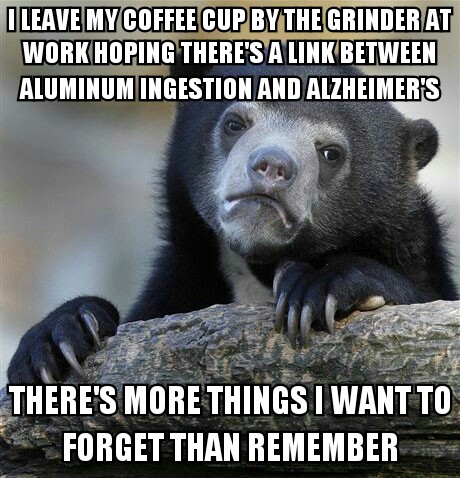 I LEAVE MY COFFEE CUP BY THE GRINDER AT
WORK HOPING THERE'S A LINK BETWEEN
ALUMINUM INGESTION AND ALZHEIMER'S
THERE'S MORE THINGS I WANT TO
FORGET THAN REMEMBER